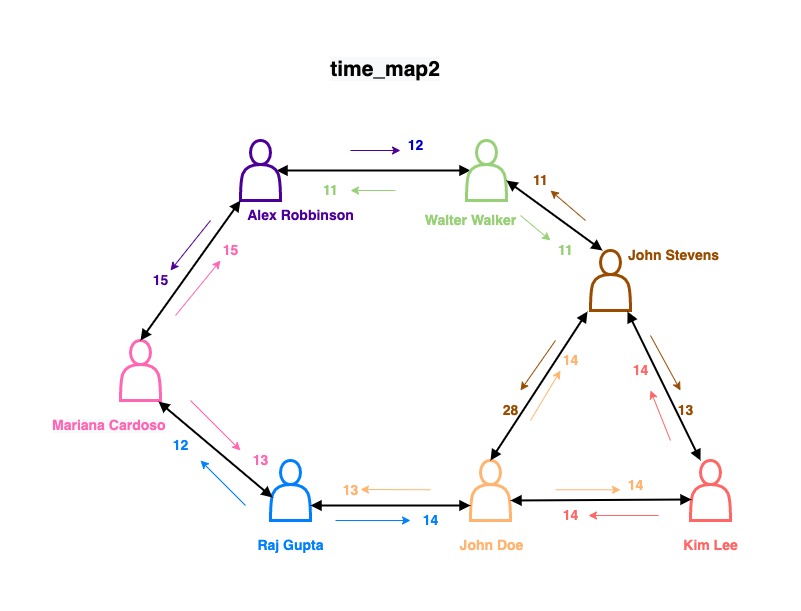 time_map2
12
11
Alex Robbinson
Walter Walker
11
11
John Stevens
15
15
14
14
28
13
Mariana Cardoso
12
13
13
14
14
14
Raj Gupta
John Doe
Kim Lee